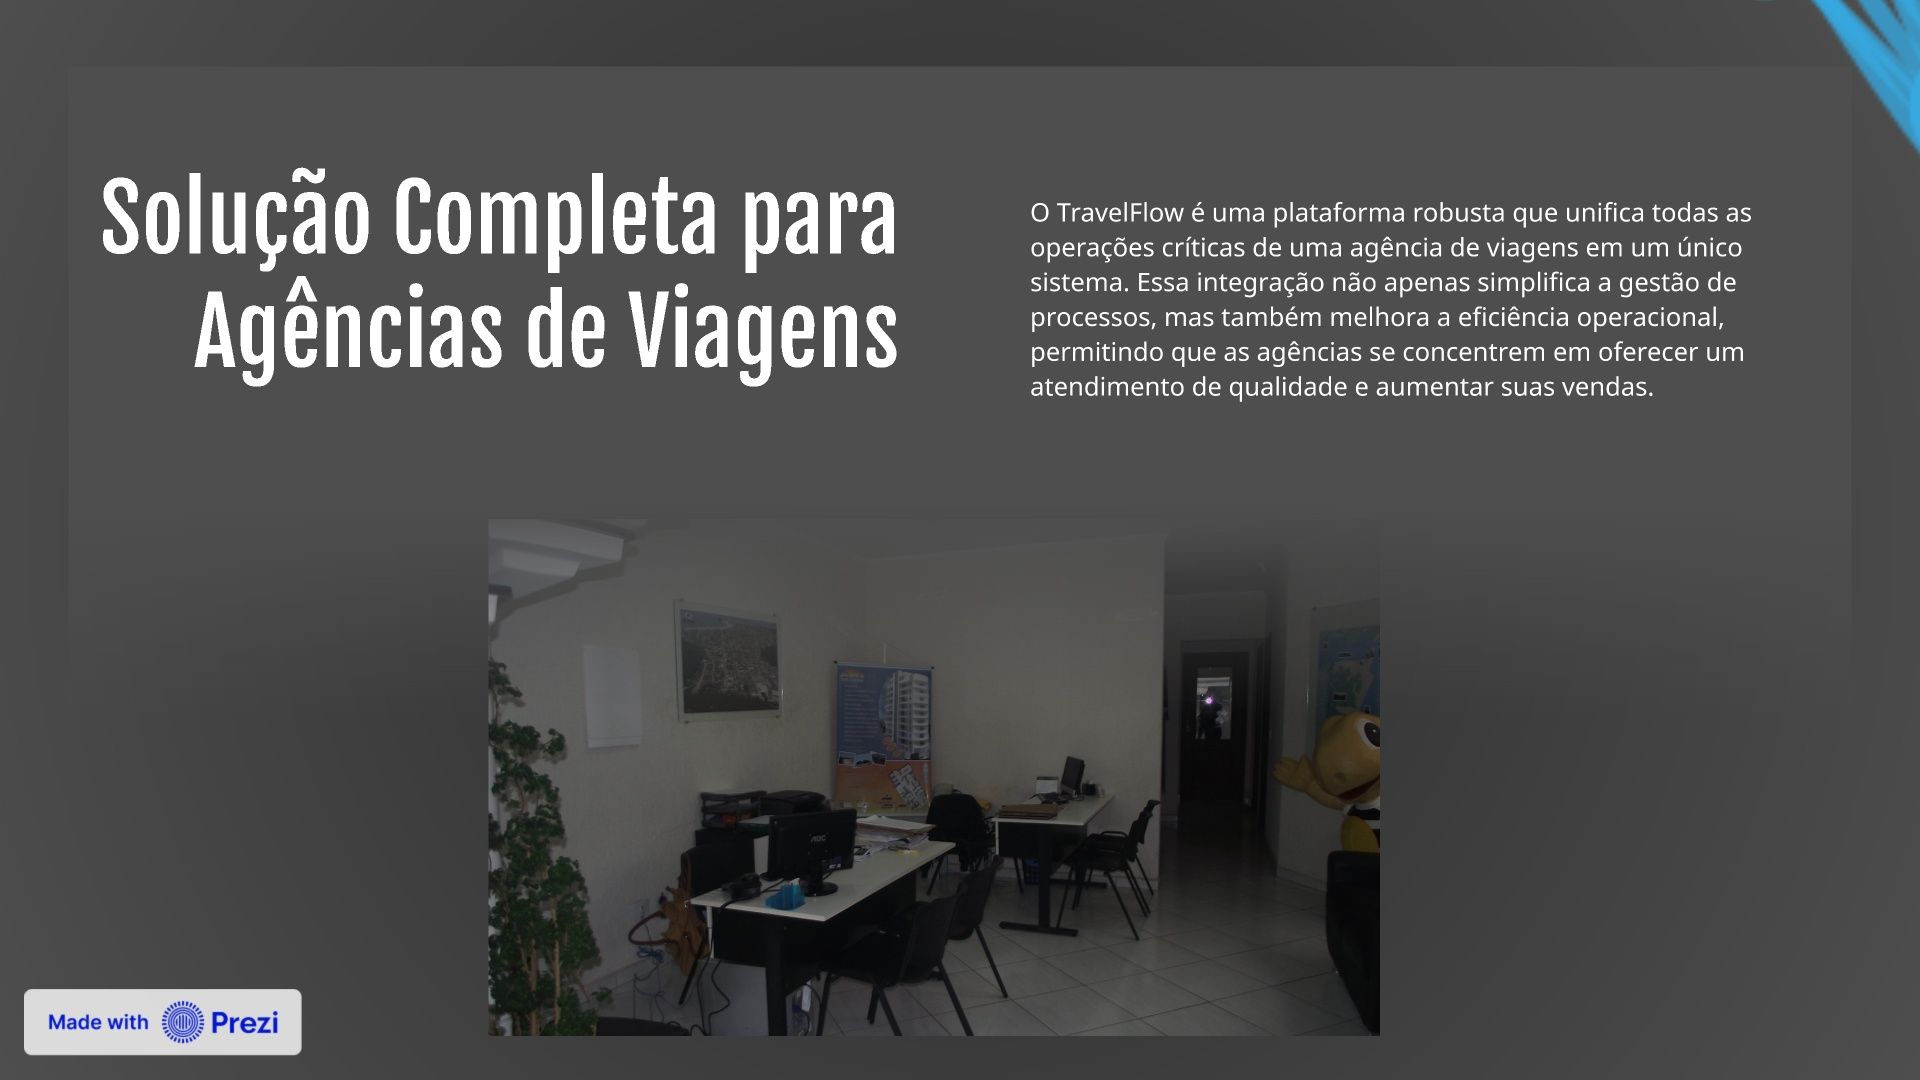 Solução Completa para
Agências de Viagens
O TravelFlow é uma plataforma robusta que unifica todas as
operações críticas de uma agência de viagens em um único
sistema. Essa integração não apenas simplifica a gestão de
processos, mas também melhora a eficiência operacional,
permitindo que as agências se concentrem em oferecer um
atendimento de qualidade e aumentar suas vendas.
AOC
Made with Prezi